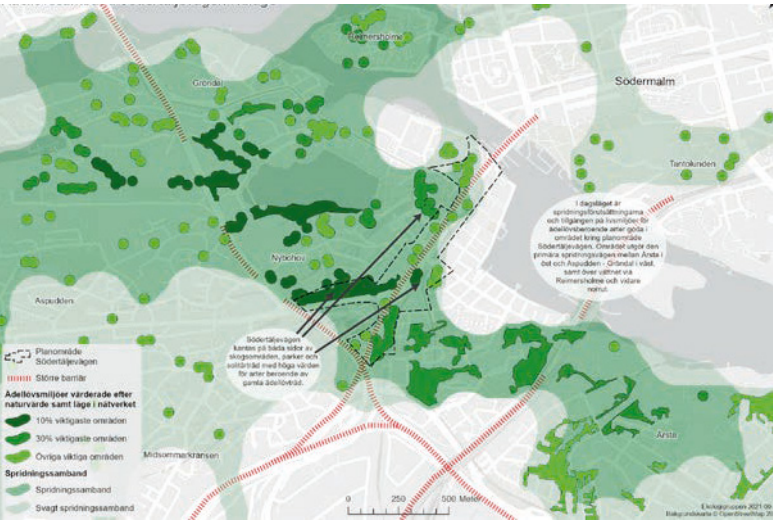 Reimersholme
Gröndal
Södermalm
Tantolunden
I dagsläget är
spridningsförutsättningarna
och tillgången på livsmiljöer för
ädellövsberoende arter goda i
området kring planområde
Södertäljevägen. Området utgör den
primära spridningsvägen mellan Årsta i
öst och Aspudden - Gröndal i väst,
samt över vattnet via
Reimersholme och vidare
norrut.
Nybohov
Aspudden
Södertäljevägen
kantas på båda sidor av
skogsområden, parker och
solitärträd med höga värden
för arter beroende av
gamla ädellövträd.
Planområde
Södertäljevägen
Större barriär
Ädellövsmiljöer värderade efter
naturvärde samt läge i nätverket
10% viktigaste områden
30% viktigaste områden
Övriga viktiga områden
Spridningssamband
Spridningssamband
Svagt spridningssamband
Midsommarkransen
Årsta
0 250 500 Meter
Ekologigruppen 2021-09
Bakgrundskarta © OpenStreetMap